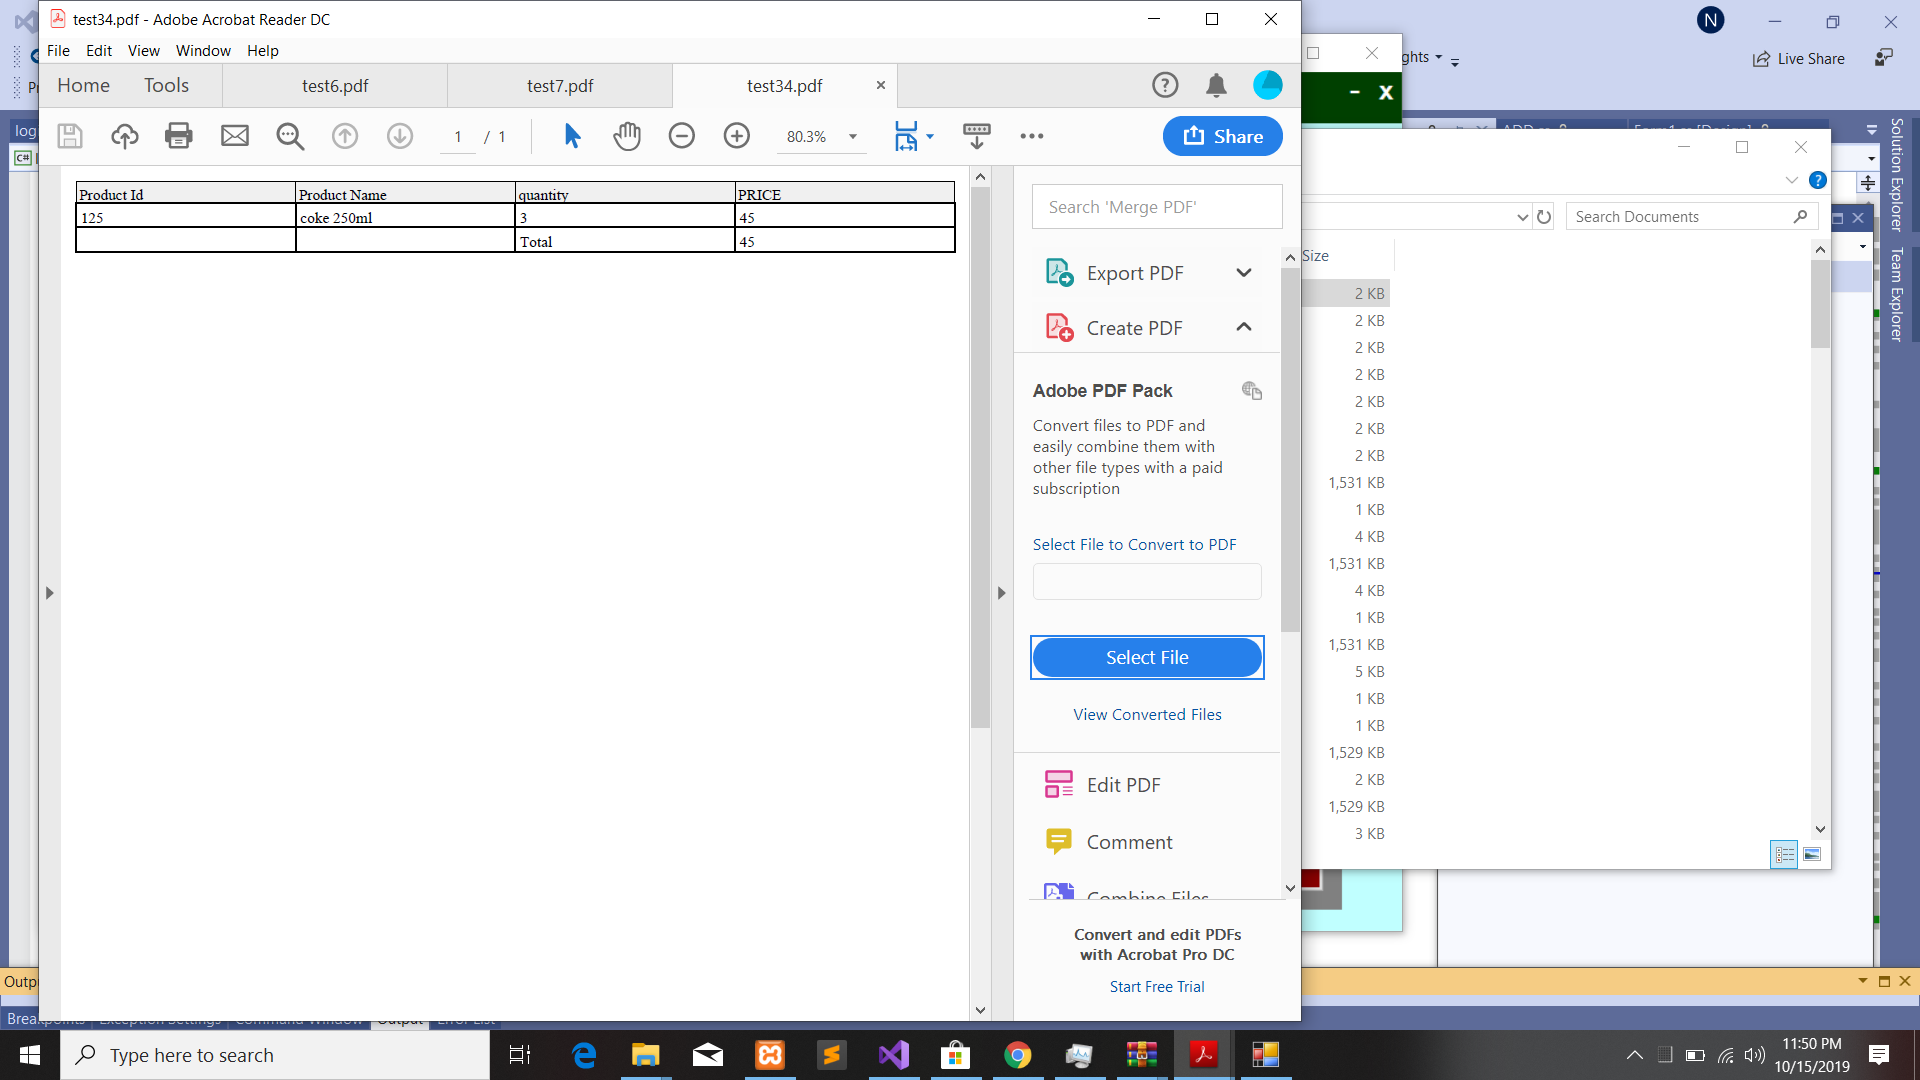 test34.pdf - Adobe Acrobat Reader DC
N
File Edit View Window Help
ghts
Live Share
Home Tools test6.pdf test7.pdf test34.pdf
- X
1 / 1 80.3% Share
C#
Product Id Product Name quantity PRICE
125 coke 250ml 3 45
Total 45
Search 'Merge PDF'
Search Documents
Solution Explorer
Team Explorer
Size
Export PDF
Create PDF
Adobe PDF Pack
Convert files to PDF and
easily combine them with
other file types with a paid
subscription
Select File to Convert to PDF
Select File
View Converted Files
Edit PDF
Comment
Combine Files
Convert and edit PDFs
with Acrobat Pro DC
Start Free Trial
2 KB
2 KB
2 KB
2 KB
2 KB
2 KB
2 KB
1,531 KB
1 KB
4 KB
1,531 KB
4 KB
1 KB
1,531 KB
5 KB
1 KB
1 KB
1,529 KB
2 KB
1,529 KB
3 KB
Outp
Breakpoints Exception Settings Command Window Output Error List
Type here to search
11:50 PM
10/15/2019